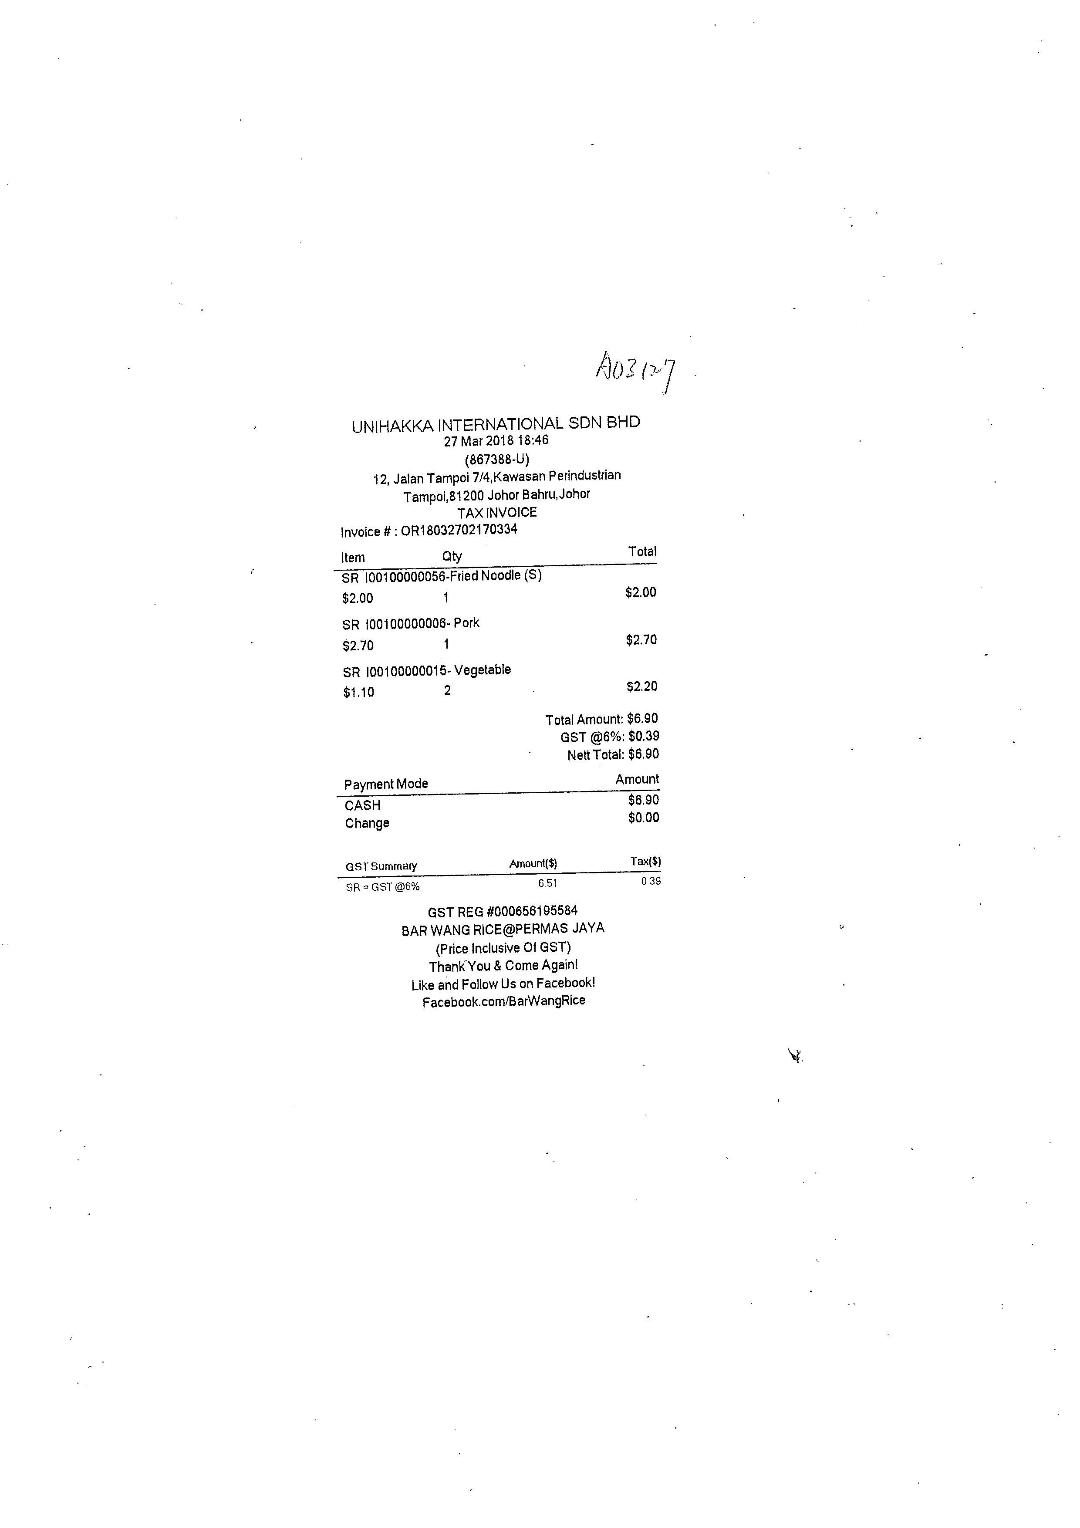 A03127
UNIHAKKA INTERNATIONAL SDN BHD
27 Mar 2018 18:46
(867388-U)
12, Jalan Tampoi 7/4,Kawasan Perindustrian
Tampoi,81200 Johor Bahru,Johor
TAX INVOICE
Invoice # : OR18032702170334
Item Qty Total
SR I00100000056-Fried Noodle (S)
$2.00 1 $2.00
SR I00100000006- Pork
$2.70 1 $2.70
SR I00100000015- Vegetable
$1.10 2 $2.20
Total Amount: $6.90
GST @6%: $0.39
Nett Total: $6.90
Payment Mode Amount
CASH $6.90
Change $0.00
GST Summary Amount($) Tax($)
SR = GST @6% 6.51 0.39
GST REG #000656195584
BAR WANG RICE@PERMAS JAYA
(Price Inclusive Of GST)
Thank You & Come Again!
Like and Follow Us on Facebook!
Facebook.com/BarWangRice